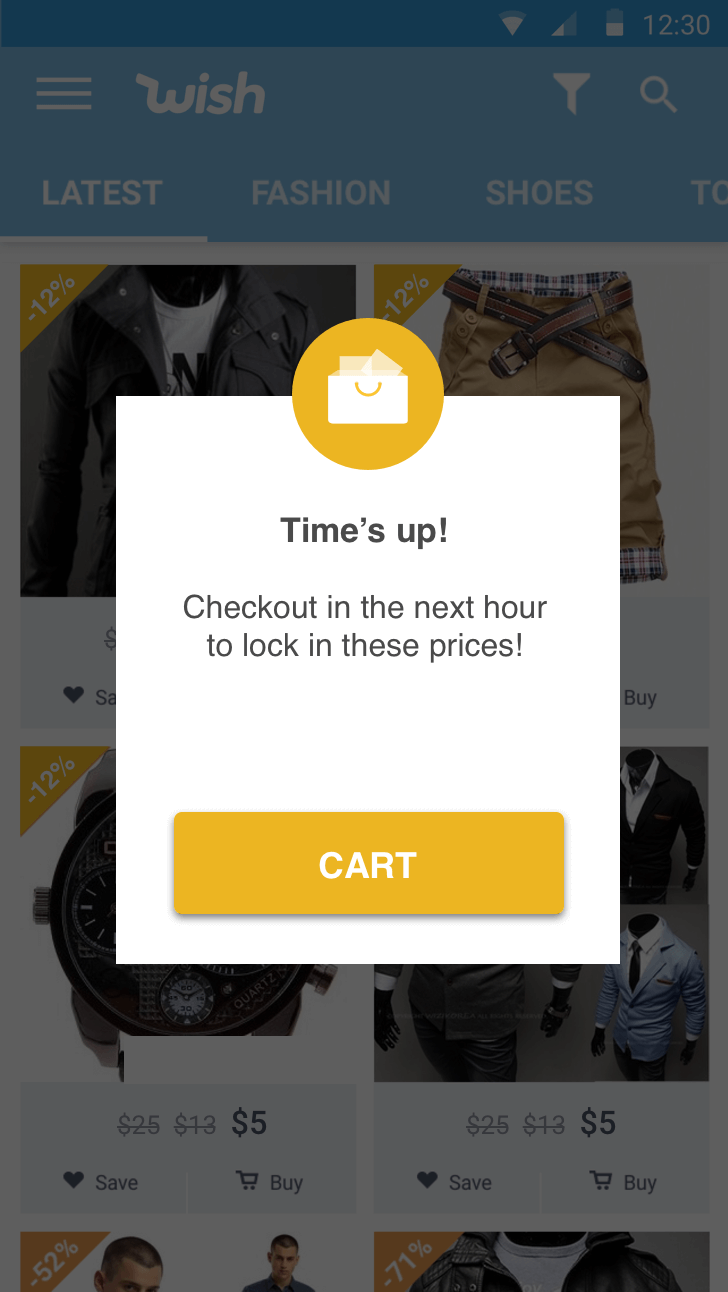 12:30
wish
LATEST FASHION SHOES TO
-12% -12%
N
Time’s up!
Checkout in the next hour
to lock in these prices!
$
Sa
Buy
-12%
CART
QUARTZ
$25 $13 $5 $25 $13 $5
Save Buy Save Buy
-52% -71%